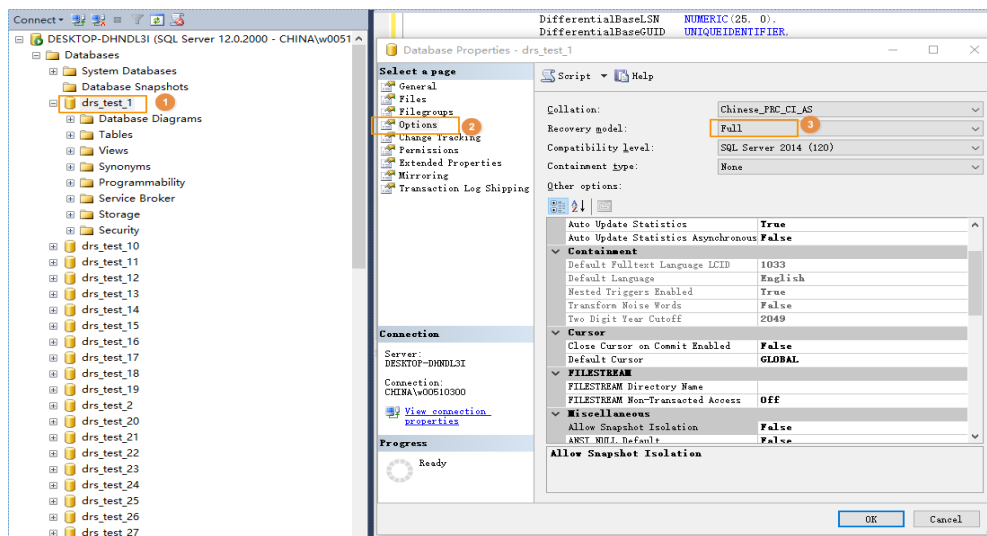 Connect
DESKTOP-DHNDL3I (SQL Server 12.0.2000 - CHINA\w0051
Databases
System Databases
Database Snapshots
drs_test_1
1
Database Diagrams
Tables
Views
Synonyms
Programmability
Service Broker
Storage
Security
drs_test_10
drs_test_11
drs_test_12
drs_test_13
drs_test_14
drs_test_15
drs_test_16
drs_test_17
drs_test_18
drs_test_19
drs_test_2
drs_test_20
drs_test_21
drs_test_22
drs_test_23
drs_test_24
drs_test_25
drs_test_26
drs_test_27
DifferentialBaseLSN NUMERIC(25, 0),
DifferentialBaseGUID UNIQUEIDENTIFIER,
Database Properties - drs_test_1
Select a page
General
Files
Filegroups
Options
2
Change Tracking
Permissions
Extended Properties
Mirroring
Transaction Log Shipping
Connection
Server:
DESKTOP-DHNDL3I
Connection:
CHINA\w00510300
View connection
properties
Progress
Ready
Script Help
Collation: Chinese_PRC_CI_AS
Recovery model: Full
3
Compatibility level: SQL Server 2014 (120)
Containment type: None
Other options:
Auto Update Statistics True
Auto Update Statistics Asynchronous False
Containment
Default Fulltext Language LCID 1033
Default Language English
Nested Triggers Enabled True
Transform Noise Words False
Two Digit Year Cutoff 2049
Cursor
Close Cursor on Commit Enabled False
Default Cursor GLOBAL
FILESTREAM
FILESTREAM Directory Name
FILESTREAM Non-Transacted Access Off
Miscellaneous
Allow Snapshot Isolation False
ANSI NULL Default False
Allow Snapshot Isolation
OK Cancel